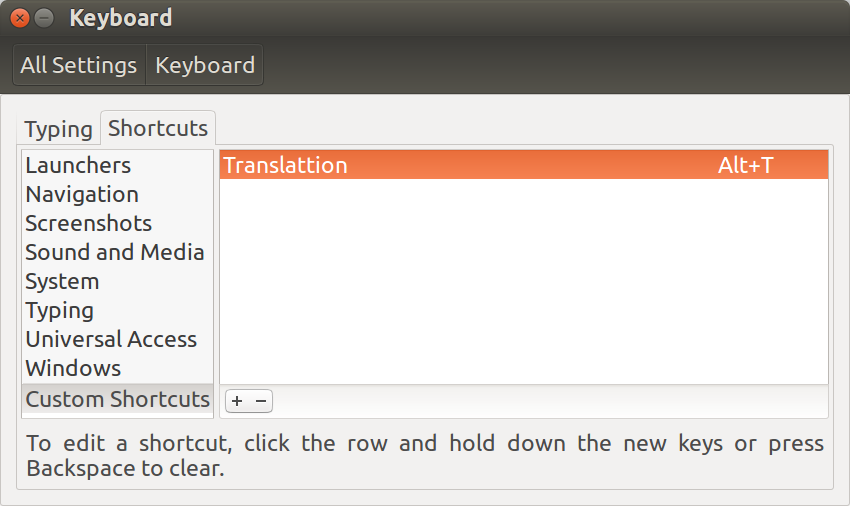 Keyboard
All Settings Keyboard
Typing Shortcuts
Launchers
Navigation
Screenshots
Sound and Media
System
Typing
Universal Access
Windows
Custom Shortcuts
Translattion Alt+T
+ −
To edit a shortcut, click the row and hold down the new keys or press
Backspace to clear.